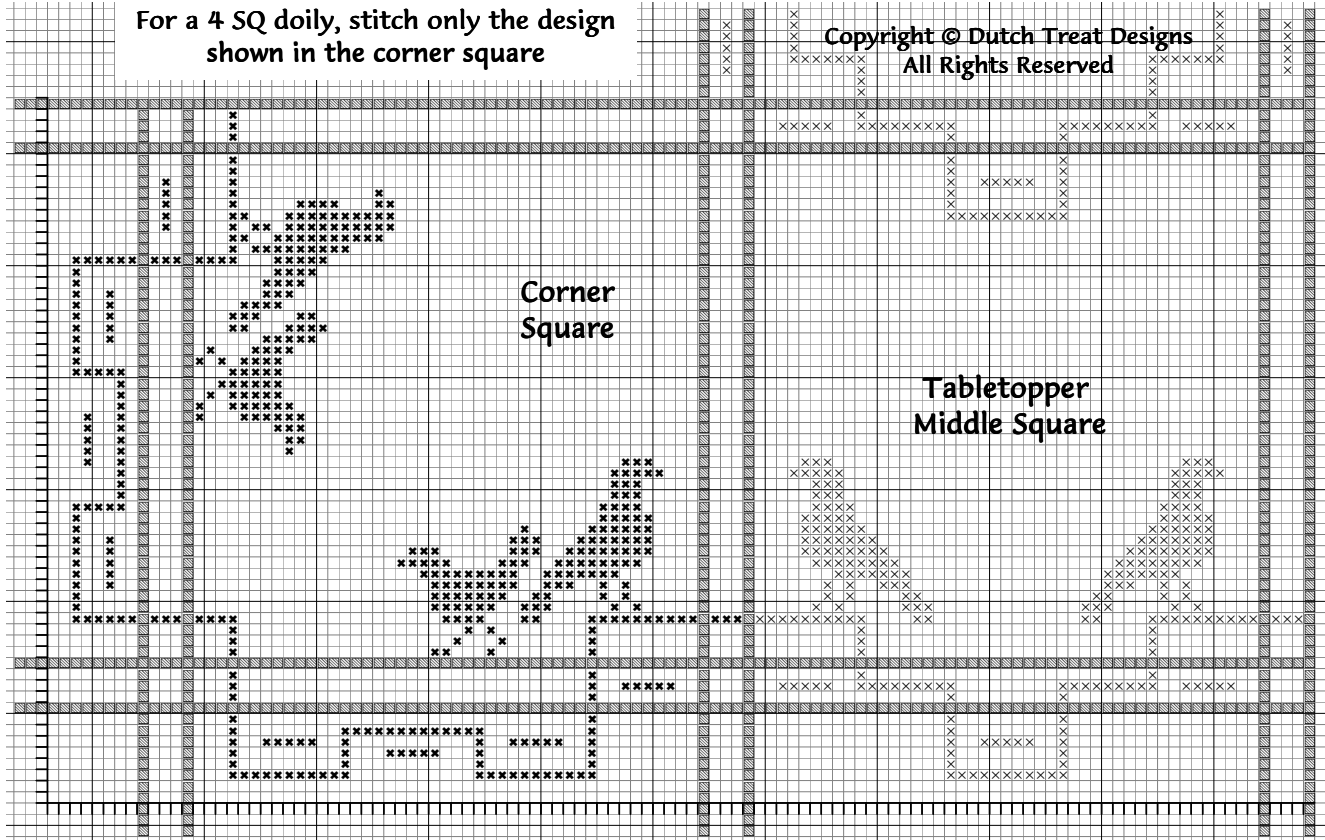 For a 4 SQ doily, stitch only the design
shown in the corner square
Copyright © Dutch Treat Designs
All Rights Reserved
Corner
Square
Tabletopper
Middle Square